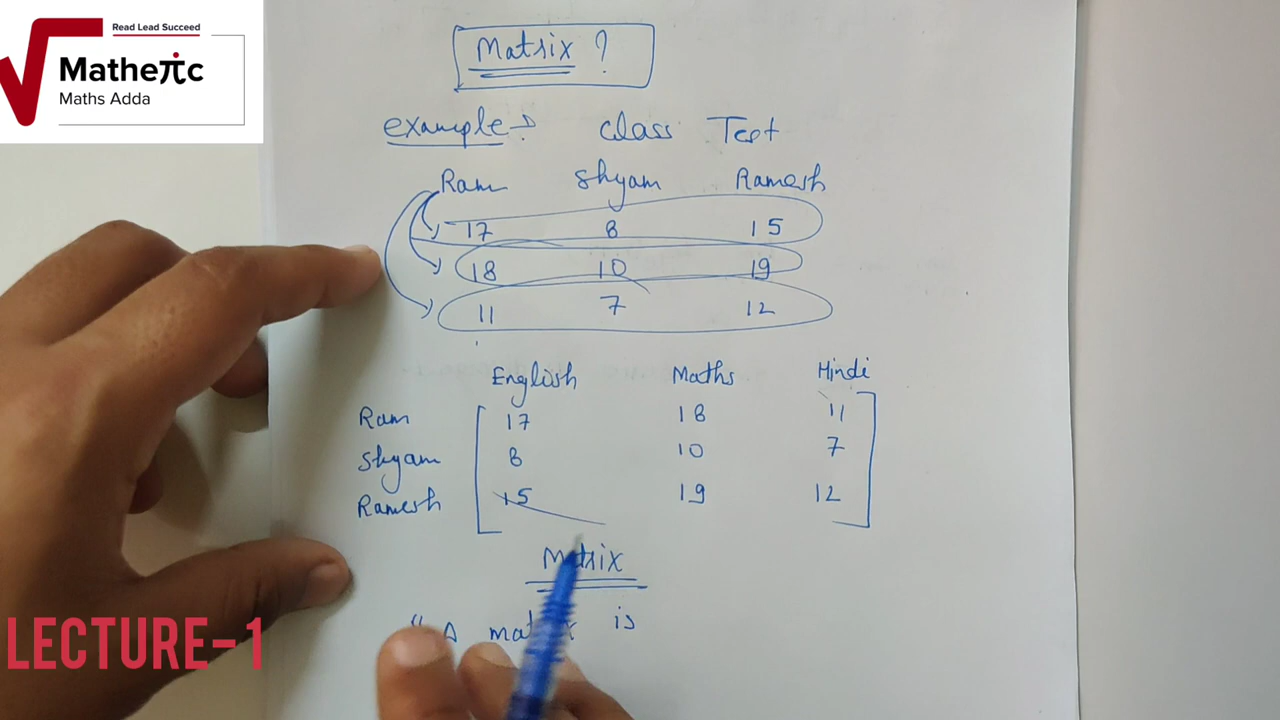 Read Lead Succeed
Matheπc
Maths Adda
Matrix ?
example → Class Test
Ram Shyam Ramesh
17 8 15
18 10 19
11 7 12
English Maths Hindi
Ram 17 18 11
Shyam 8 10 7
Ramesh 15 19 12
Matrix
" A matrix is
LECTURE-1